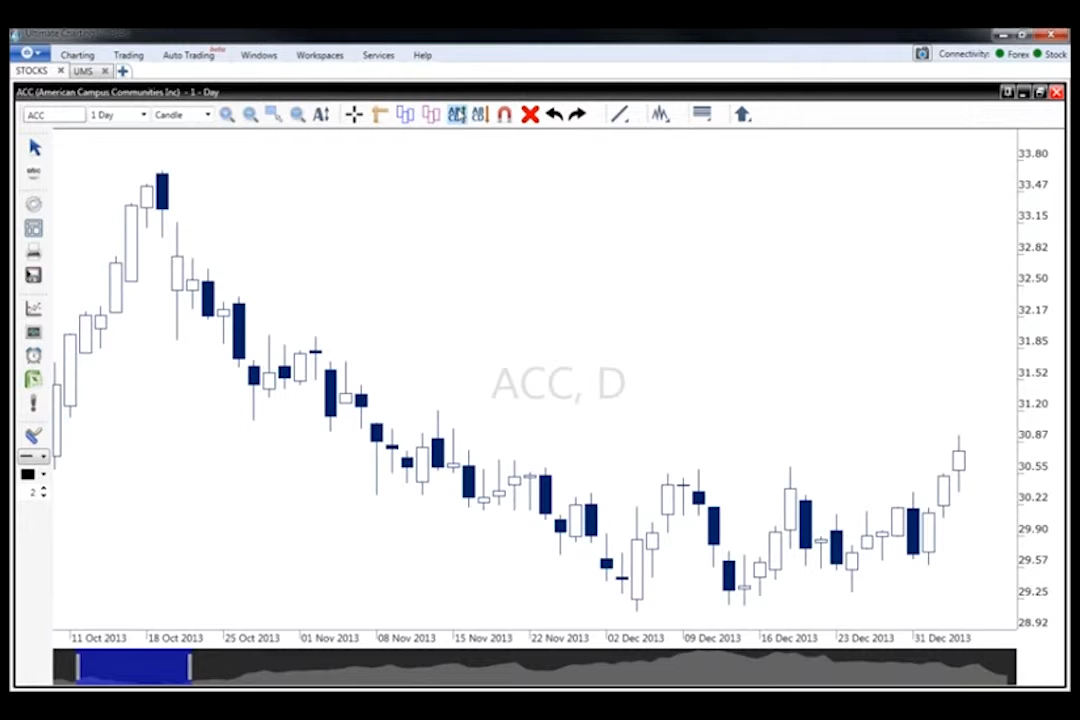 Ultimate Charting
Charting Trading Auto Trading beta Windows Workspaces Services Help Connectivity: Forex Stock
STOCKS UMS
ACC (American Campus Communities Inc) - 1 - Day
ACC 1 Day Candle
abc
2
ACC, D
33.80
33.47
33.15
32.82
32.50
32.17
31.85
31.52
31.20
30.87
30.55
30.22
29.90
29.57
29.25
28.92
11 Oct 2013 18 Oct 2013 25 Oct 2013 01 Nov 2013 08 Nov 2013 15 Nov 2013 22 Nov 2013 02 Dec 2013 09 Dec 2013 16 Dec 2013 23 Dec 2013 31 Dec 2013